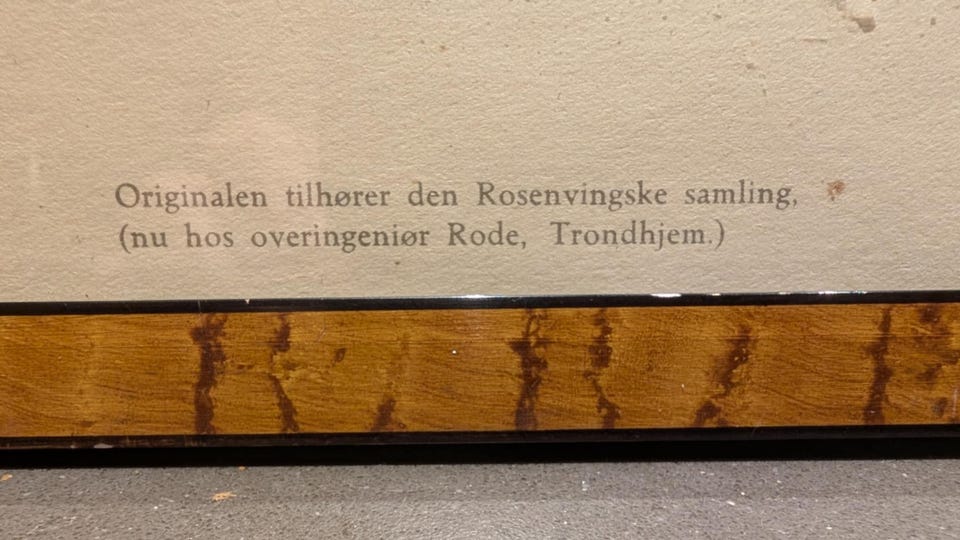 Originalen tilhører den Rosenvingske samling,
(nu hos overingeniør Rode, Trondhjem.)